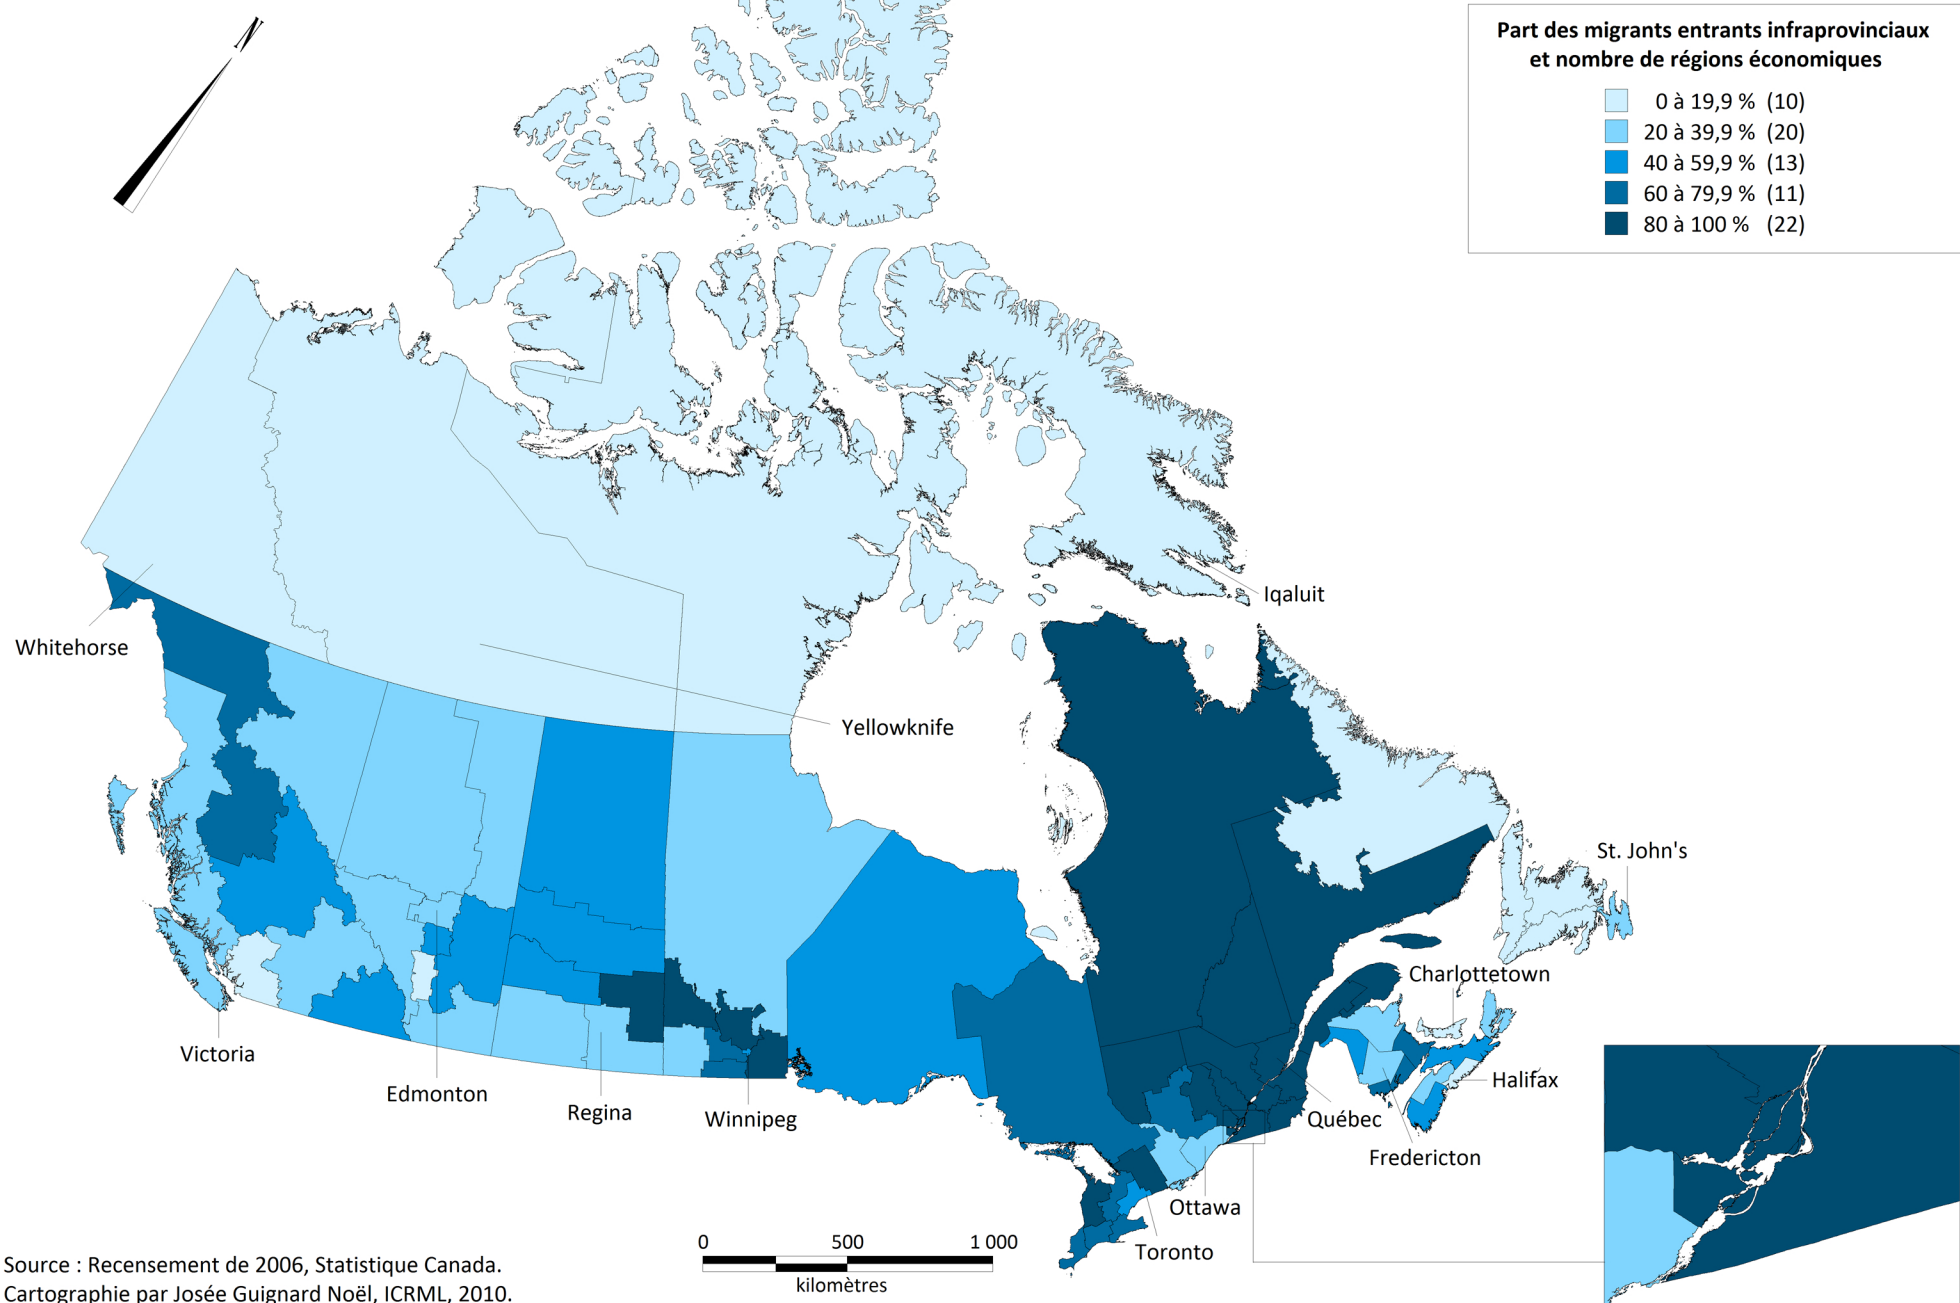 Part des migrants entrants infraprovinciaux
et nombre de régions économiques
0 à 19,9 % (10)
20 à 39,9 % (20)
40 à 59,9 % (13)
60 à 79,9 % (11)
80 à 100 % (22)
Iqaluit
Whitehorse
Yellowknife
St. John's
Charlottetown
Victoria
Halifax
Edmonton
Regina
Winnipeg
Québec
Fredericton
Ottawa
Toronto
0 500 1 000
kilomètres
Source : Recensement de 2006, Statistique Canada.
Cartographie par Josée Guignard Noël, ICRML, 2010.